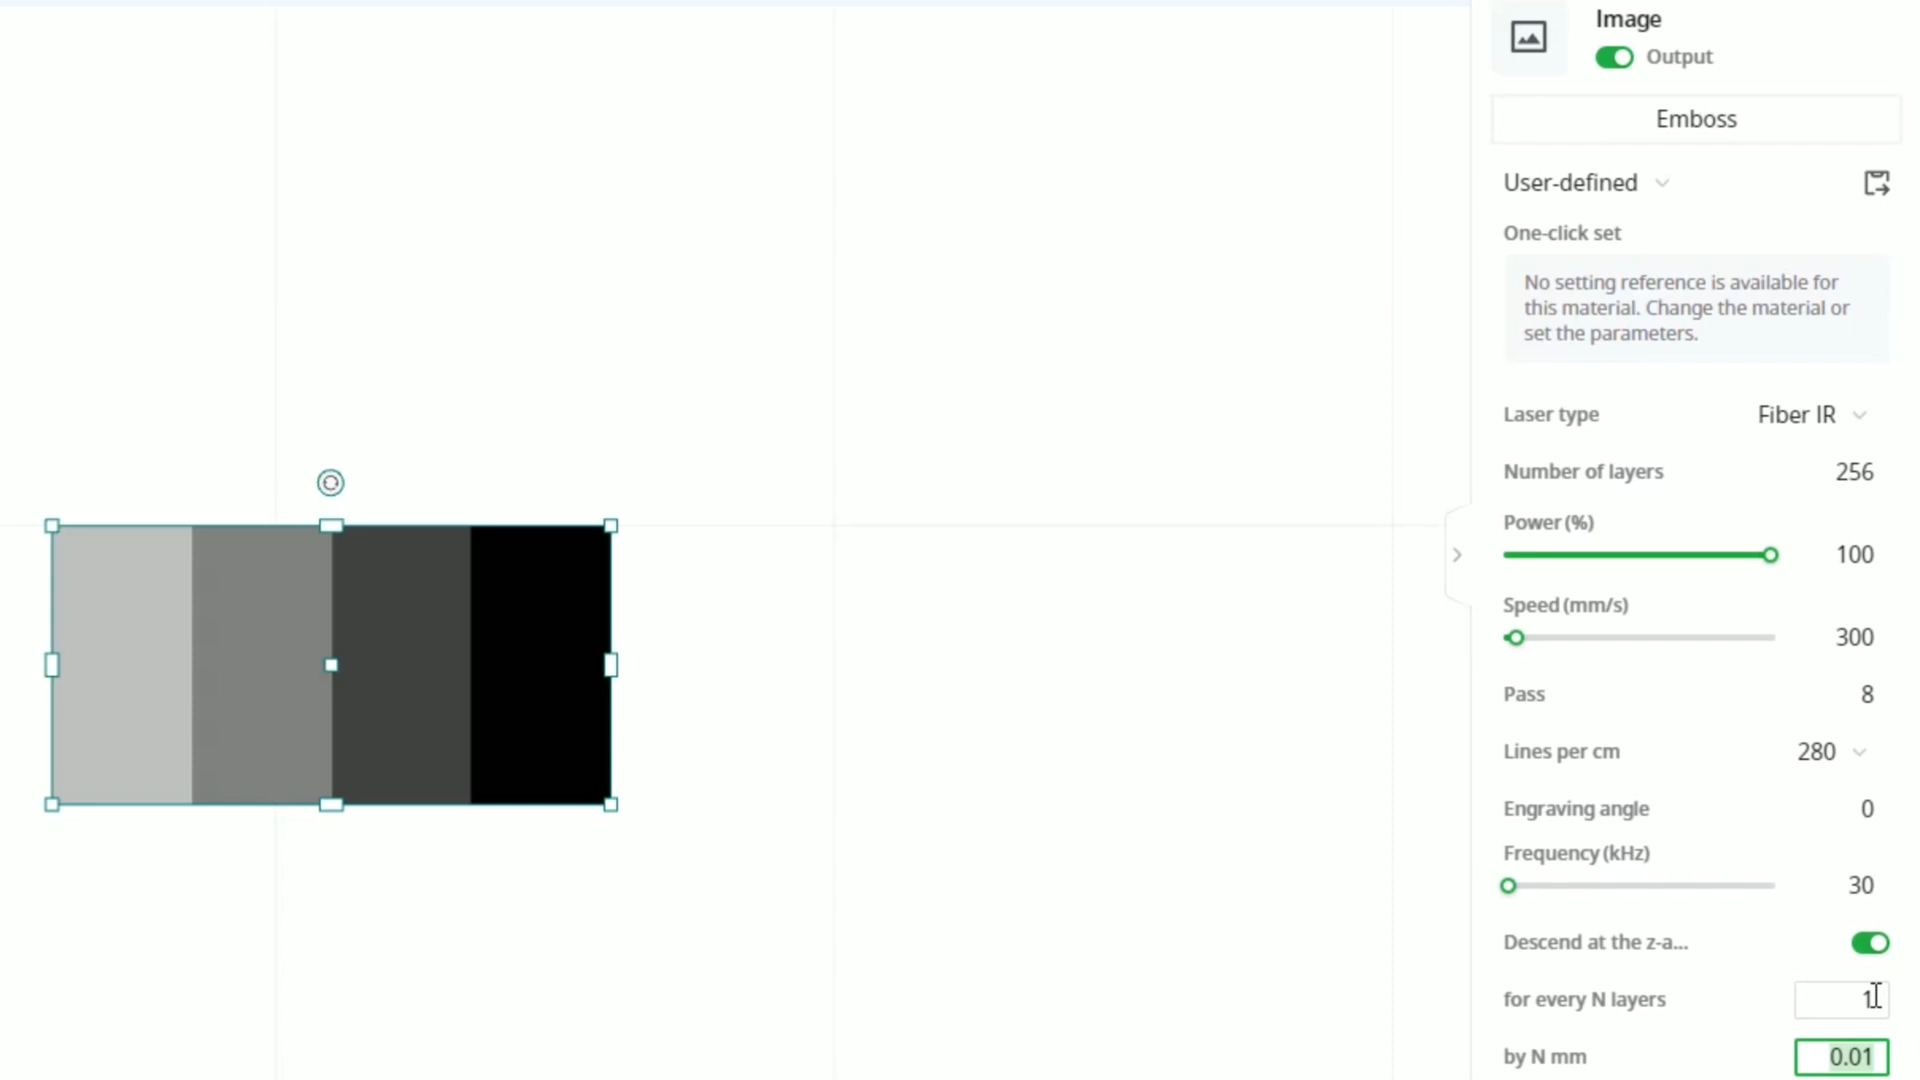 Image
Output
Emboss
User-defined
One-click set
No setting reference is available for
this material. Change the material or
set the parameters.
Laser type Fiber IR
Number of layers 256
Power (%)
100
Speed (mm/s)
300
Pass 8
Lines per cm 280
Engraving angle 0
Frequency (kHz)
30
Descend at the z-a...
for every N layers 1
by N mm 0.01